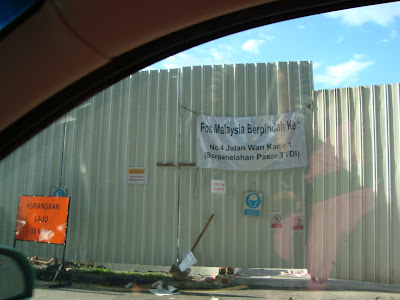 Pos Malaysia Berpindah Ke :
No 4 Jalan Wan Kadir 1
(Bersebelahan Pasar TTDI)
KURANGKAN
LAJU